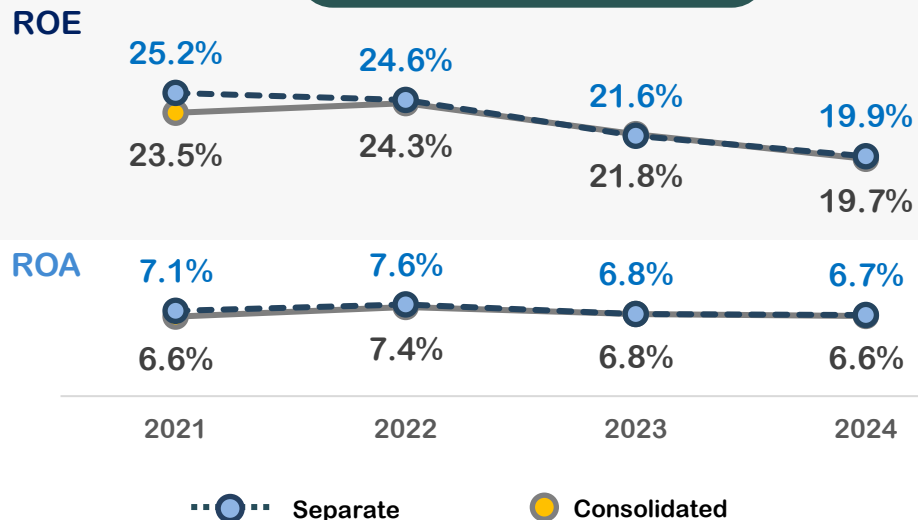 ROE
25.2% 24.6% 21.6% 19.9%
23.5% 24.3% 21.8% 19.7%
ROA
7.1% 7.6% 6.8% 6.7%
6.6% 7.4% 6.8% 6.6%
2021 2022 2023 2024
Separate Consolidated